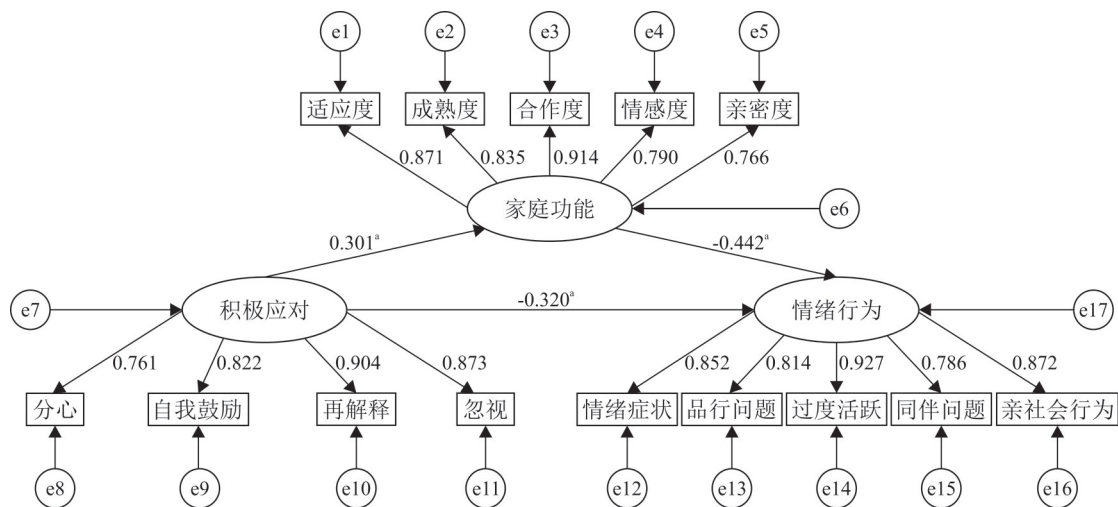 e1 e2 e3 e4 e5
适应度 成熟度 合作度 情感度 亲密度
0.871 0.835 0.914 0.790 0.766
家庭功能 e6
0.301ᵃ -0.442ᵃ
e7 积极应对 -0.320ᵃ 情绪行为 e17
0.761 0.822 0.904 0.873 0.852 0.814 0.927 0.786 0.872
分心 自我鼓励 再解释 忽视 情绪症状 品行问题 过度活跃 同伴问题 亲社会行为
e8 e9 e10 e11 e12 e13 e14 e15 e16